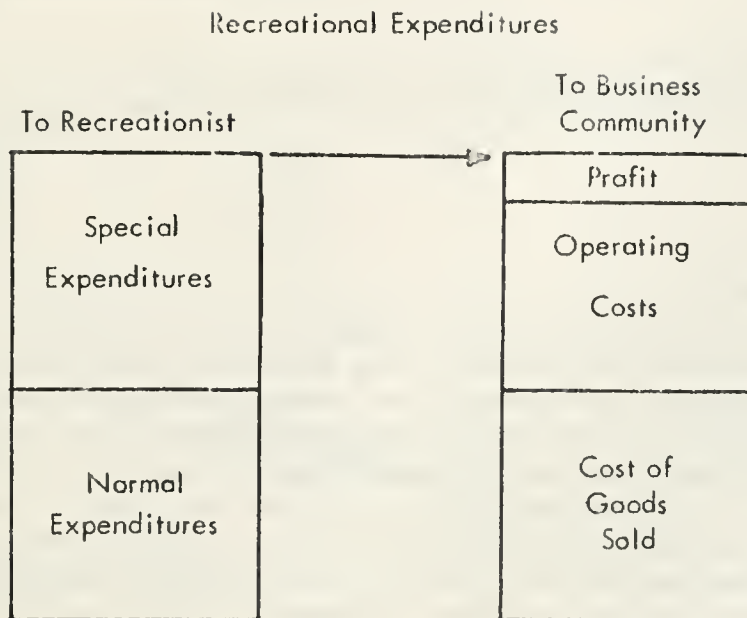 Recreational Expenditures
To Recreationist
To Business
Community
Special
Expenditures
Normal
Expenditures
Profit
Operating
Costs
Cost of
Goods
Sold